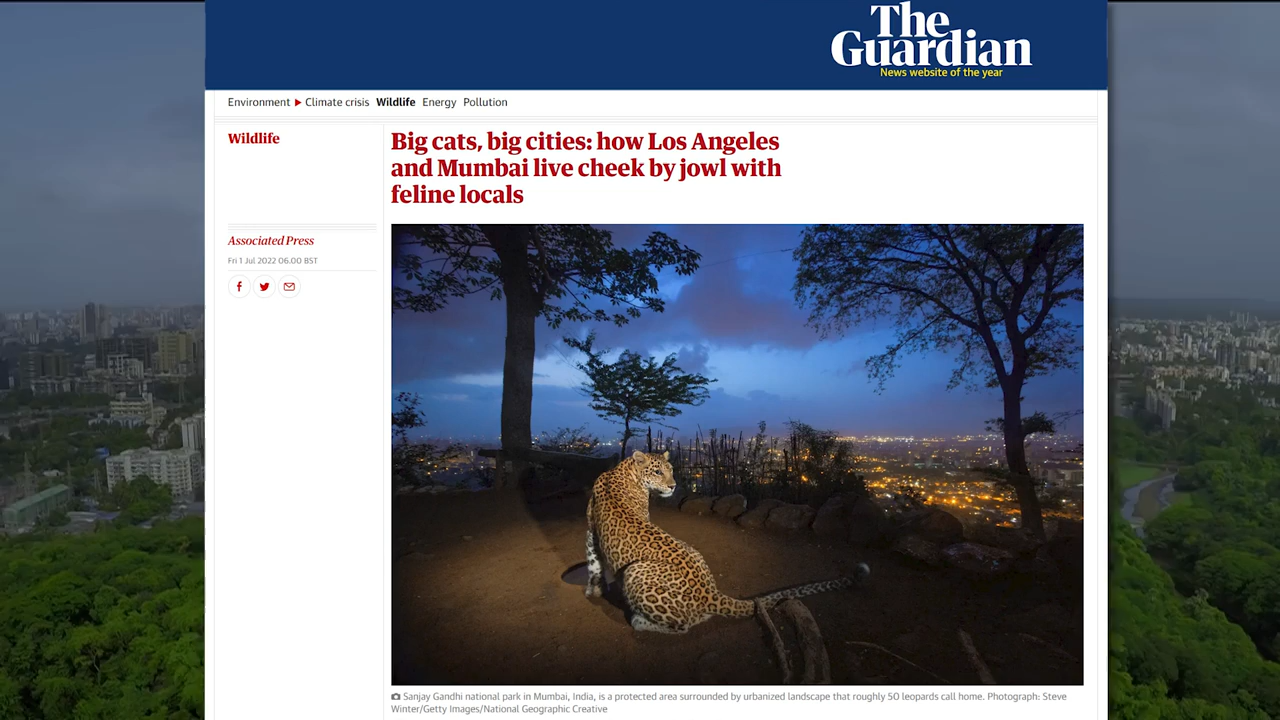 The
Guardian
News website of the year
Environment Climate crisis Wildlife Energy Pollution
Wildlife
Big cats, big cities: how Los Angeles
and Mumbai live cheek by jowl with
feline locals
Associated Press
Fri 1 Jul 2022 06.00 BST
Sanjay Gandhi national park in Mumbai, India, is a protected area surrounded by urbanized landscape that roughly 50 leopards call home. Photograph: Steve
Winter/Getty Images/National Geographic Creative